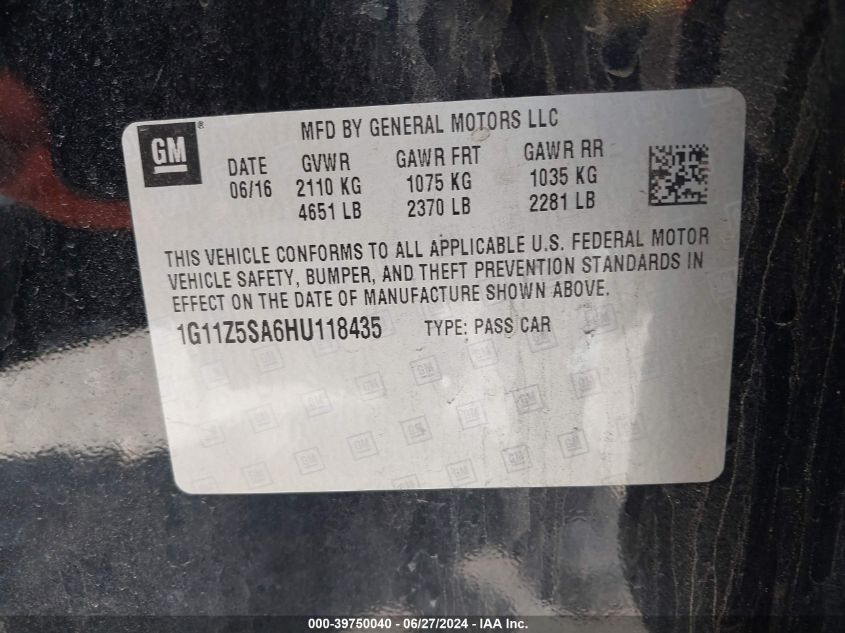 GM ®
MFD BY GENERAL MOTORS LLC
DATE GVWR GAWR FRT GAWR RR
06/16 2110 KG 1075 KG 1035 KG
4651 LB 2370 LB 2281 LB
THIS VEHICLE CONFORMS TO ALL APPLICABLE U.S. FEDERAL MOTOR
VEHICLE SAFETY, BUMPER, AND THEFT PREVENTION STANDARDS IN
EFFECT ON THE DATE OF MANUFACTURE SHOWN ABOVE.
1G11Z5SA6HU118435 TYPE: PASS CAR
000-39750040 - 06/27/2024 - IAA Inc.